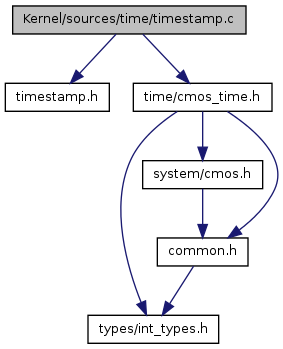 Kernel/sources/time/timestamp.c
timestamp.h
time/cmos_time.h
system/cmos.h
common.h
types/int_types.h